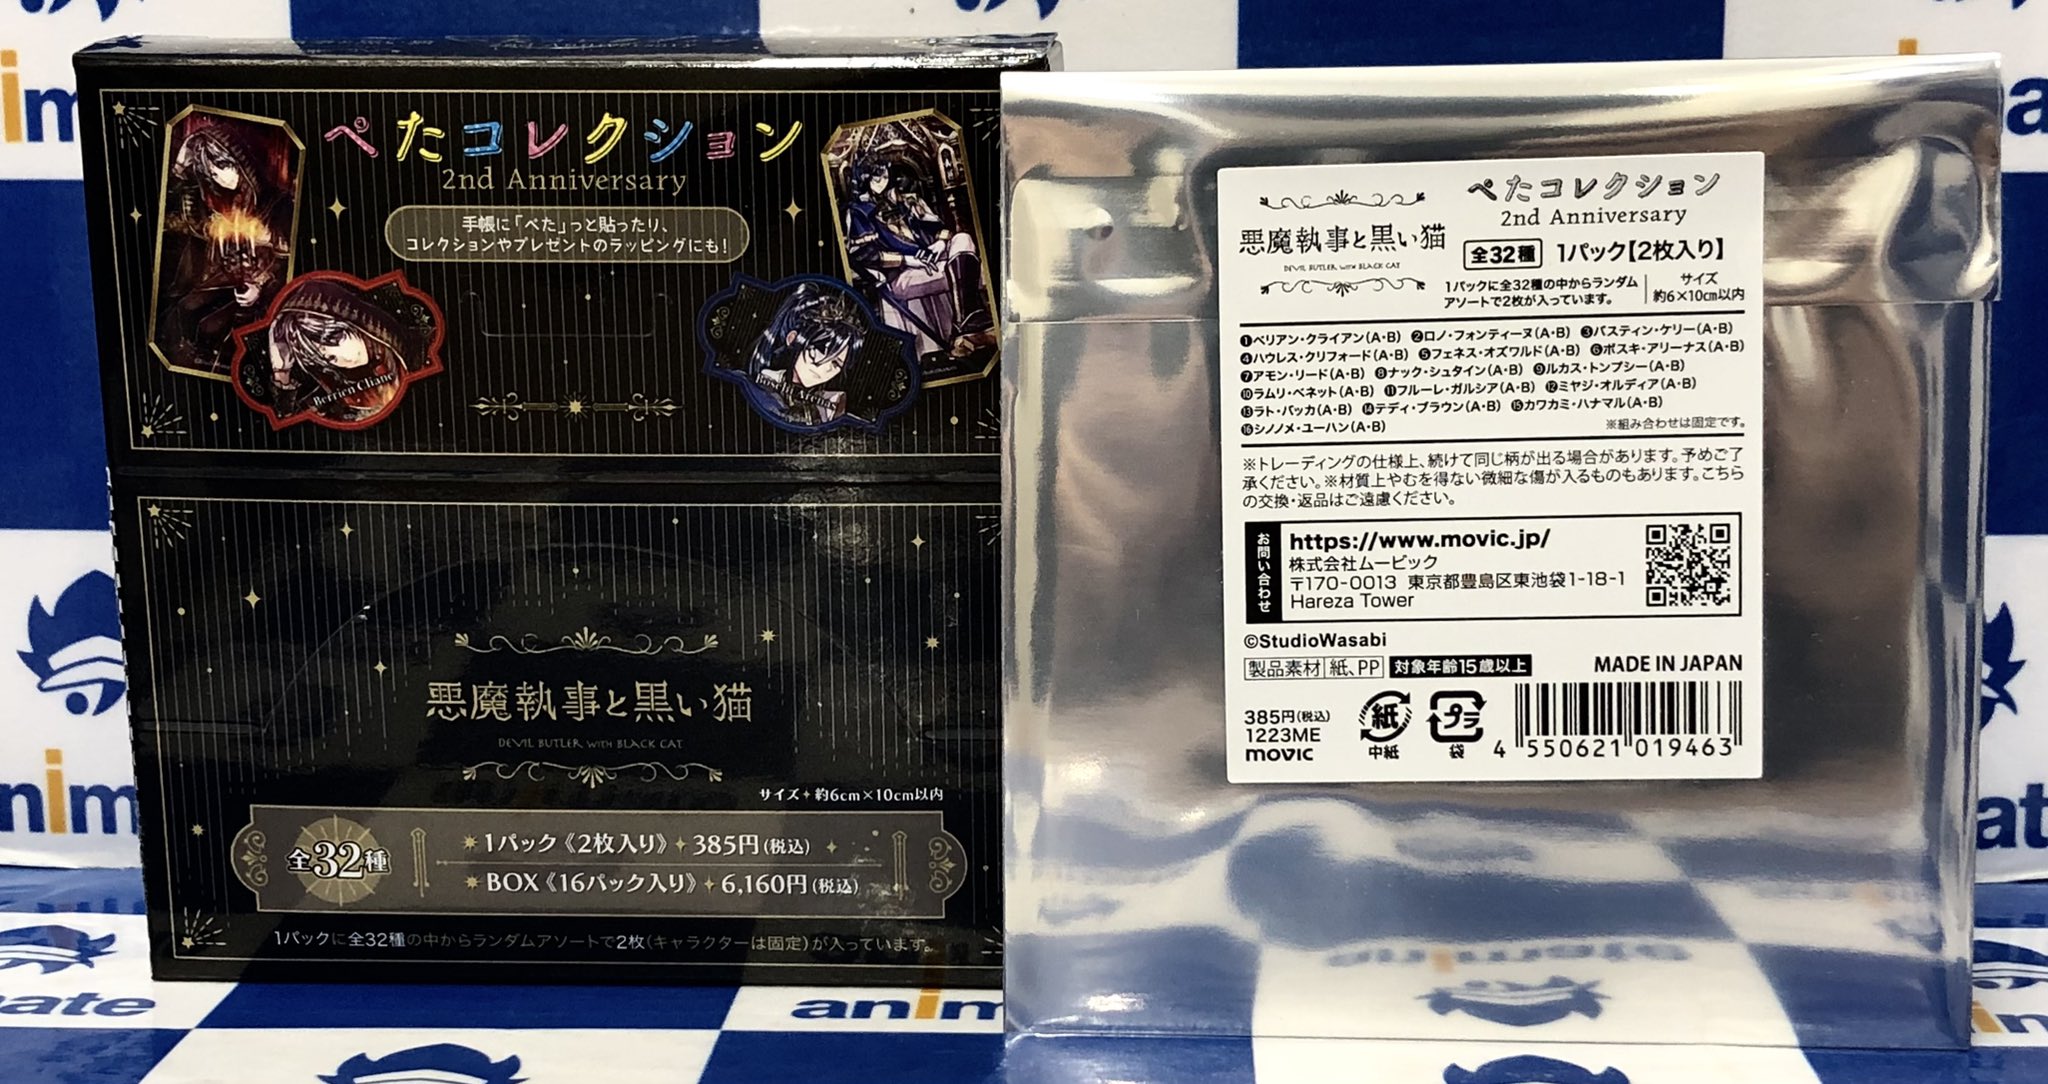 ぺたコレクション
2nd Anniversary
手帳に「ぺた」っと貼ったり、
コレクションやプレゼントのラッピングにも!
Berrien Cliane
Boschi Arenas
悪魔執事と黒い猫
DEVIL BUTLER WITH BLACK CAT
サイズ✦約6cm×10cm以内
全32種
1パック《2枚入り》✦385円(税込)
BOX《16パック入り》✦6,160円(税込)
1パックに全32種の中からランダムアソートで2枚(キャラクターは固定)が入っています。
悪魔執事と黒い猫
DEVIL BUTLER WITH BLACK CAT
ぺたコレクション
2nd Anniversary
全32種 1パック【2枚入り】
1パックに全32種の中からランダム
アソートで2枚が入っています。
サイズ
約6×10cm以内
❶ベリアン・クライアン(A・B) ❷ロノ・フォンティーヌ(A・B) ❸バスティン・ケリー(A・B)
❹ハウレス・クリフォード(A・B) ❺フェネス・オズワルド(A・B) ❻ボスキ・アリーナス(A・B)
❼アモン・リード(A・B) ❽ナック・シュタイン(A・B) ❾ルカス・トンプシー(A・B)
❿ラムリ・ベネット(A・B) ⓫フルーレ・ガルシア(A・B) ⓬ミヤジ・オルディア(A・B)
⓭ラト・バッカ(A・B) ⓮テディ・ブラウン(A・B) ⓯カワカミ・ハナマル(A・B)
⓰シノノメ・ユーハン(A・B) ※組み合わせは固定です。
※トレーディングの仕様上、続けて同じ柄が出る場合があります。予めご了
承ください。※材質上やむを得ない微細な傷が入るものもあります。こちら
の交換・返品はご遠慮ください。
お問い合わせ
https://www.movic.jp/
株式会社ムービック
〒170-0013 東京都豊島区東池袋1-18-1
Hareza Tower
©StudioWasabi
製品素材 紙、PP 対象年齢15歳以上 MADE IN JAPAN
385円(税込)
1223ME
movic
紙
中紙
プラ
袋
4 550621 019463
animate